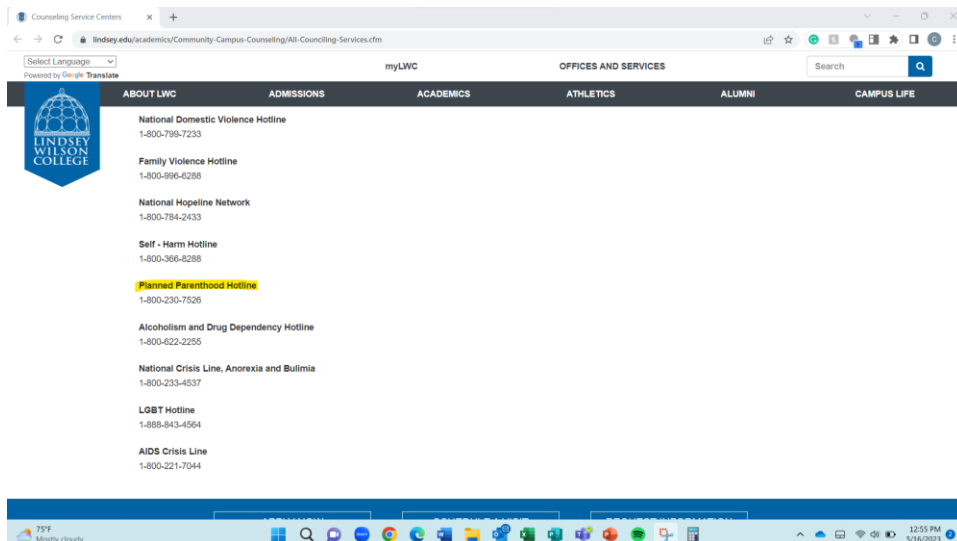 Counseling Service Centers
lindsey.edu/academics/Community-Campus-Counseling/All-Councling-Services.cfm
Select Language
Powered by Google Translate
myLWC
OFFICES AND SERVICES
Search
ABOUT LWC
ADMISSIONS
ACADEMICS
ATHLETICS
ALUMNI
CAMPUS LIFE
LINDSEY
WILSON
COLLEGE
National Domestic Violence Hotline
1-800-799-7233
Family Violence Hotline
1-800-996-6288
National Hopeline Network
1-800-784-2433
Self - Harm Hotline
1-800-366-8288
Planned Parenthood Hotline
1-800-230-7526
Alcoholism and Drug Dependency Hotline
1-800-622-2255
National Crisis Line, Anorexia and Bulimia
1-800-233-4537
LGBT Hotline
1-888-843-4564
AIDS Crisis Line
1-800-221-7044
75°F
Mostly cloudy
12:55 PM
5/16/2023